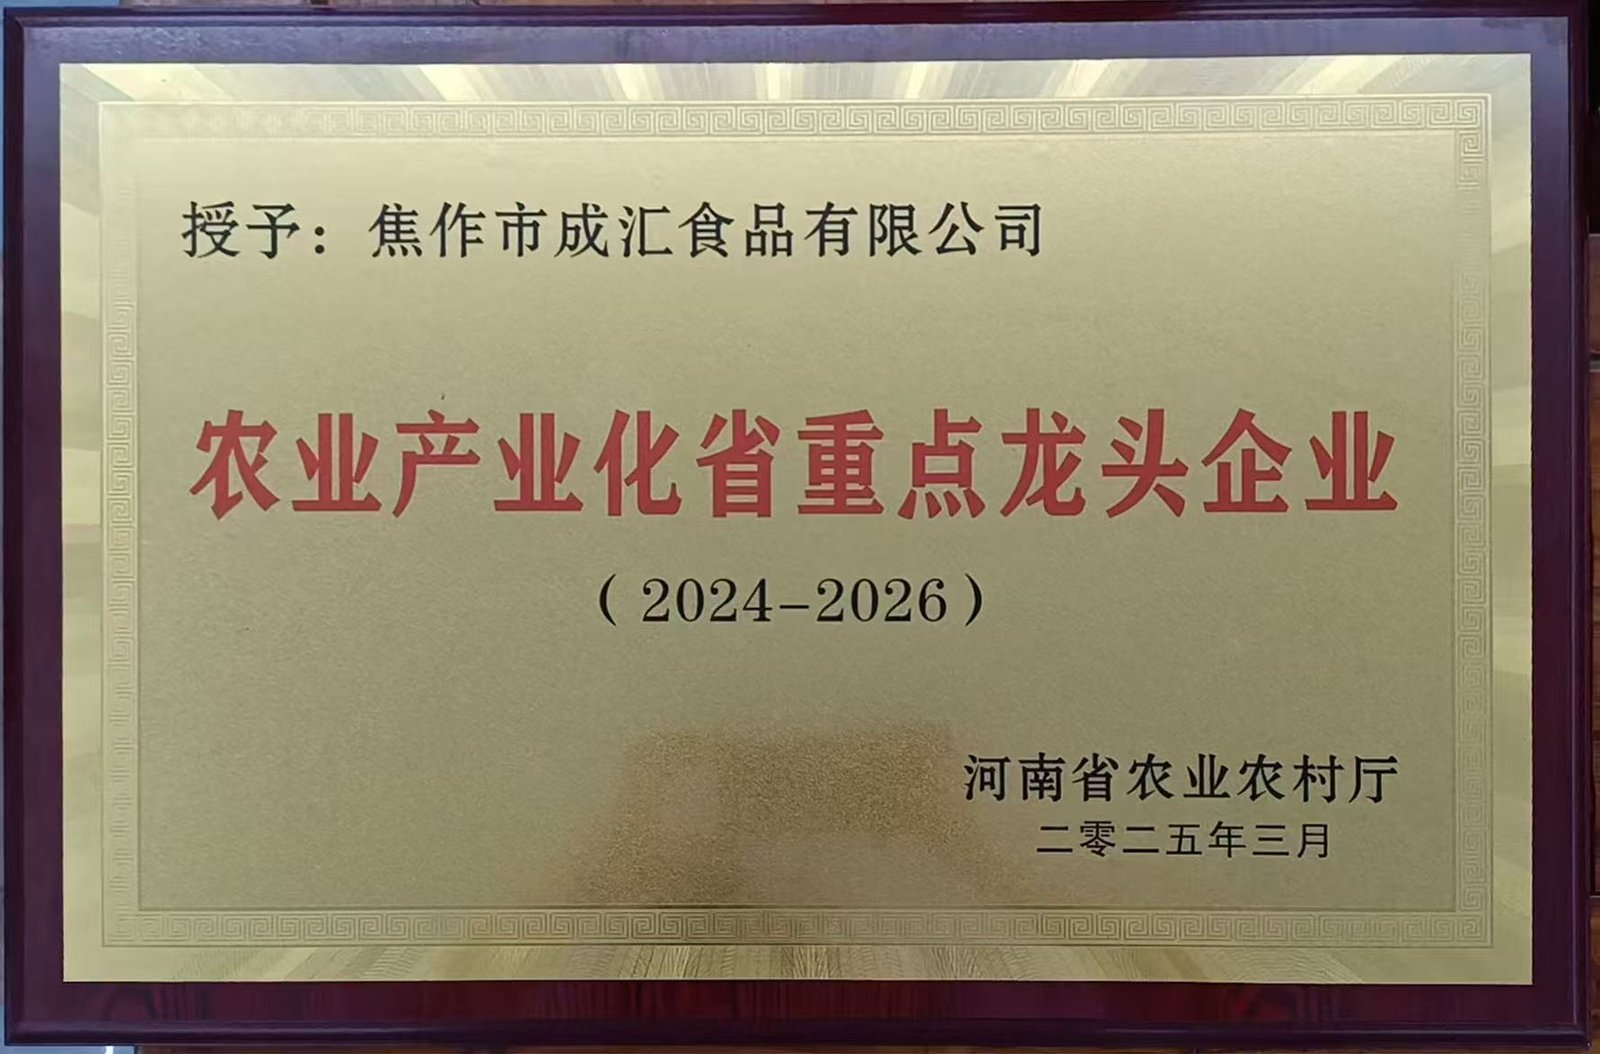 授予：焦作市成汇食品有限公司
农业产业化省重点龙头企业
（2024-2026）
河南省农业农村厅
二零二五年三月